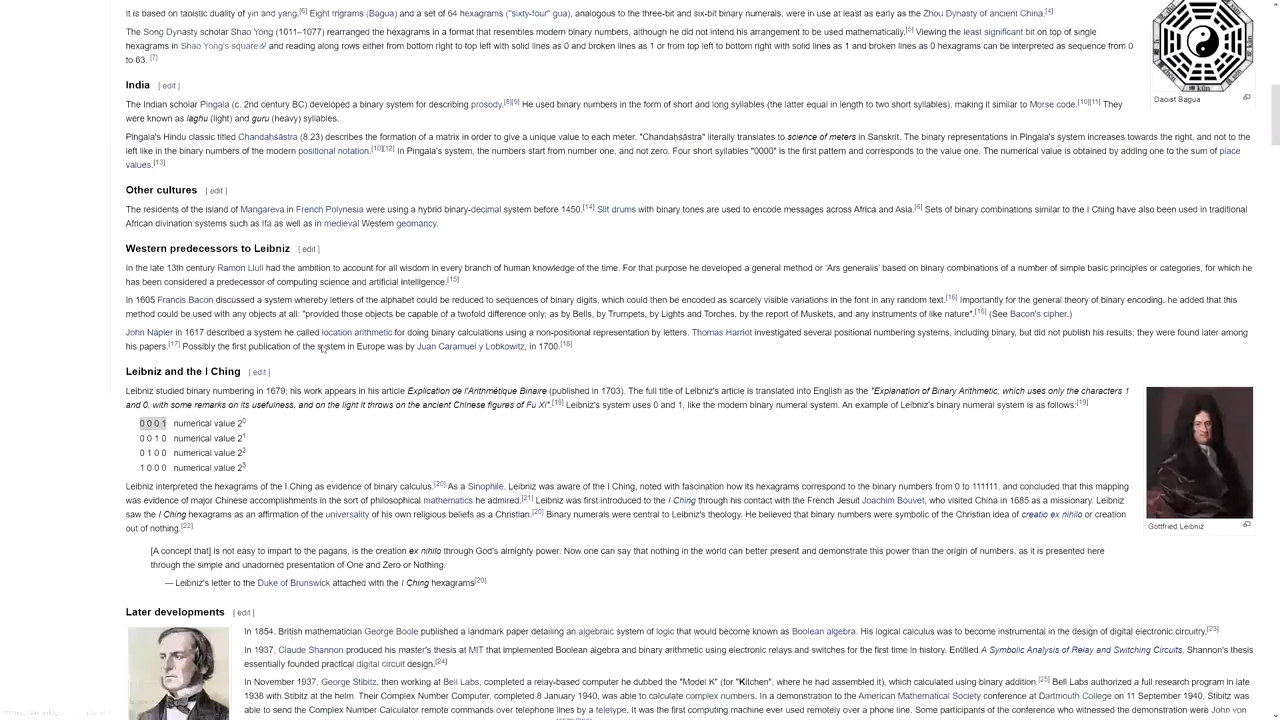 It is based on taoistic duality of yin and yang.[6] Eight trigrams (Bagua) and a set of 64 hexagrams ("sixty-four" gua), analogous to the three-bit and six-bit binary numerals, were in use at least as early as the Zhou Dynasty of ancient China.[4]
The Song Dynasty scholar Shao Yong (1011–1077) rearranged the hexagrams in a format that resembles modern binary numbers, although he did not intend his arrangement to be used mathematically.[5] Viewing the least significant bit on top of single
hexagrams in Shao Yong's square and reading along rows either from bottom right to top left with solid lines as 0 and broken lines as 1 or from top left to bottom right with solid lines as 1 and broken lines as 0 hexagrams can be interpreted as sequence from 0
to 63. [7]
Daoist Bagua
India [ edit ]
The Indian scholar Pingala (c. 2nd century BC) developed a binary system for describing prosody.[8][9] He used binary numbers in the form of short and long syllables (the latter equal in length to two short syllables), making it similar to Morse code.[10][11] They
were known as laghu (light) and guru (heavy) syllables.
Pingala's Hindu classic titled Chandaḥśāstra (8.23) describes the formation of a matrix in order to give a unique value to each meter. "Chandaḥśāstra" literally translates to science of meters in Sanskrit. The binary representations in Pingala's system increases towards the right, and not to the
left like in the binary numbers of the modern positional notation.[10][12] In Pingala's system, the numbers start from number one, and not zero. Four short syllables "0000" is the first pattern and corresponds to the value one. The numerical value is obtained by adding one to the sum of place
values.[13]
Other cultures [ edit ]
The residents of the island of Mangareva in French Polynesia were using a hybrid binary-decimal system before 1450.[14] Slit drums with binary tones are used to encode messages across Africa and Asia.[6] Sets of binary combinations similar to the I Ching have also been used in traditional
African divination systems such as Ifá as well as in medieval Western geomancy.
Western predecessors to Leibniz [ edit ]
In the late 13th century Ramon Llull had the ambition to account for all wisdom in every branch of human knowledge of the time. For that purpose he developed a general method or 'Ars generalis' based on binary combinations of a number of simple basic principles or categories, for which he
has been considered a predecessor of computing science and artificial intelligence.[15]
In 1605 Francis Bacon discussed a system whereby letters of the alphabet could be reduced to sequences of binary digits, which could then be encoded as scarcely visible variations in the font in any random text.[16] Importantly for the general theory of binary encoding, he added that this
method could be used with any objects at all: "provided those objects be capable of a twofold difference only; as by Bells, by Trumpets, by Lights and Torches, by the report of Muskets, and any instruments of like nature".[16] (See Bacon's cipher.)
John Napier in 1617 described a system he called location arithmetic for doing binary calculations using a non-positional representation by letters. Thomas Harriot investigated several positional numbering systems, including binary, but did not publish his results; they were found later among
his papers.[17] Possibly the first publication of the system in Europe was by Juan Caramuel y Lobkowitz, in 1700.[18]
Leibniz and the I Ching [ edit ]
Leibniz studied binary numbering in 1679; his work appears in his article Explication de l'Arithmétique Binaire (published in 1703). The full title of Leibniz's article is translated into English as the "Explanation of Binary Arithmetic, which uses only the characters 1
and 0, with some remarks on its usefulness, and on the light it throws on the ancient Chinese figures of Fu Xi".[19] Leibniz's system uses 0 and 1, like the modern binary numeral system. An example of Leibniz's binary numeral system is as follows:[19]
0 0 0 1 numerical value 2^0
0 0 1 0 numerical value 2^1
0 1 0 0 numerical value 2^2
1 0 0 0 numerical value 2^3
Leibniz interpreted the hexagrams of the I Ching as evidence of binary calculus.[20] As a Sinophile, Leibniz was aware of the I Ching, noted with fascination how its hexagrams correspond to the binary numbers from 0 to 111111, and concluded that this mapping
was evidence of major Chinese accomplishments in the sort of philosophical mathematics he admired.[21] Leibniz was first introduced to the I Ching through his contact with the French Jesuit Joachim Bouvet, who visited China in 1685 as a missionary. Leibniz
saw the I Ching hexagrams as an affirmation of the universality of his own religious beliefs as a Christian.[20] Binary numerals were central to Leibniz's theology. He believed that binary numbers were symbolic of the Christian idea of creatio ex nihilo or creation
out of nothing.[22]
Gottfried Leibniz
[A concept that] is not easy to impart to the pagans, is the creation ex nihilo through God's almighty power. Now one can say that nothing in the world can better present and demonstrate this power than the origin of numbers, as it is presented here
through the simple and unadorned presentation of One and Zero or Nothing.
— Leibniz's letter to the Duke of Brunswick attached with the I Ching hexagrams[20]
Later developments [ edit ]
In 1854, British mathematician George Boole published a landmark paper detailing an algebraic system of logic that would become known as Boolean algebra. His logical calculus was to become instrumental in the design of digital electronic circuitry.[23]
In 1937, Claude Shannon produced his master's thesis at MIT that implemented Boolean algebra and binary arithmetic using electronic relays and switches for the first time in history. Entitled A Symbolic Analysis of Relay and Switching Circuits, Shannon's thesis
essentially founded practical digital circuit design.[24]
In November 1937, George Stibitz, then working at Bell Labs, completed a relay-based computer he dubbed the "Model K" (for "Kitchen", where he had assembled it), which calculated using binary addition.[25] Bell Labs authorized a full research program in late
1938 with Stibitz at the helm. Their Complex Number Computer, completed 8 January 1940, was able to calculate complex numbers. In a demonstration to the American Mathematical Society conference at Dartmouth College on 11 September 1940, Stibitz was
able to send the Complex Number Calculator remote commands over telephone lines by a teletype. It was the first computing machine ever used remotely over a phone line. Some participants of the conference who witnessed the demonstration were John von